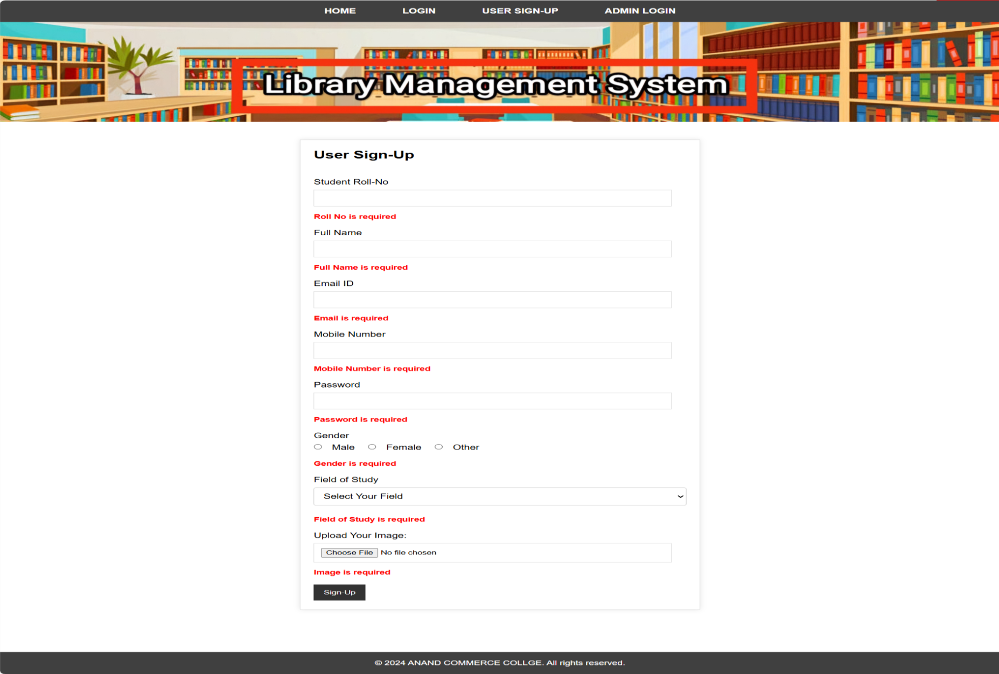 HOME LOGIN USER SIGN-UP ADMIN LOGIN
Library Management System
User Sign-Up
Student Roll-No
Roll No is required
Full Name
Full Name is required
Email ID
Email is required
Mobile Number
Mobile Number is required
Password
Password is required
Gender
Male Female Other
Gender is required
Field of Study
Select Your Field
Field of Study is required
Upload Your Image:
Choose File No file chosen
Image is required
Sign-Up
© 2024 ANAND COMMERCE COLLGE. All rights reserved.